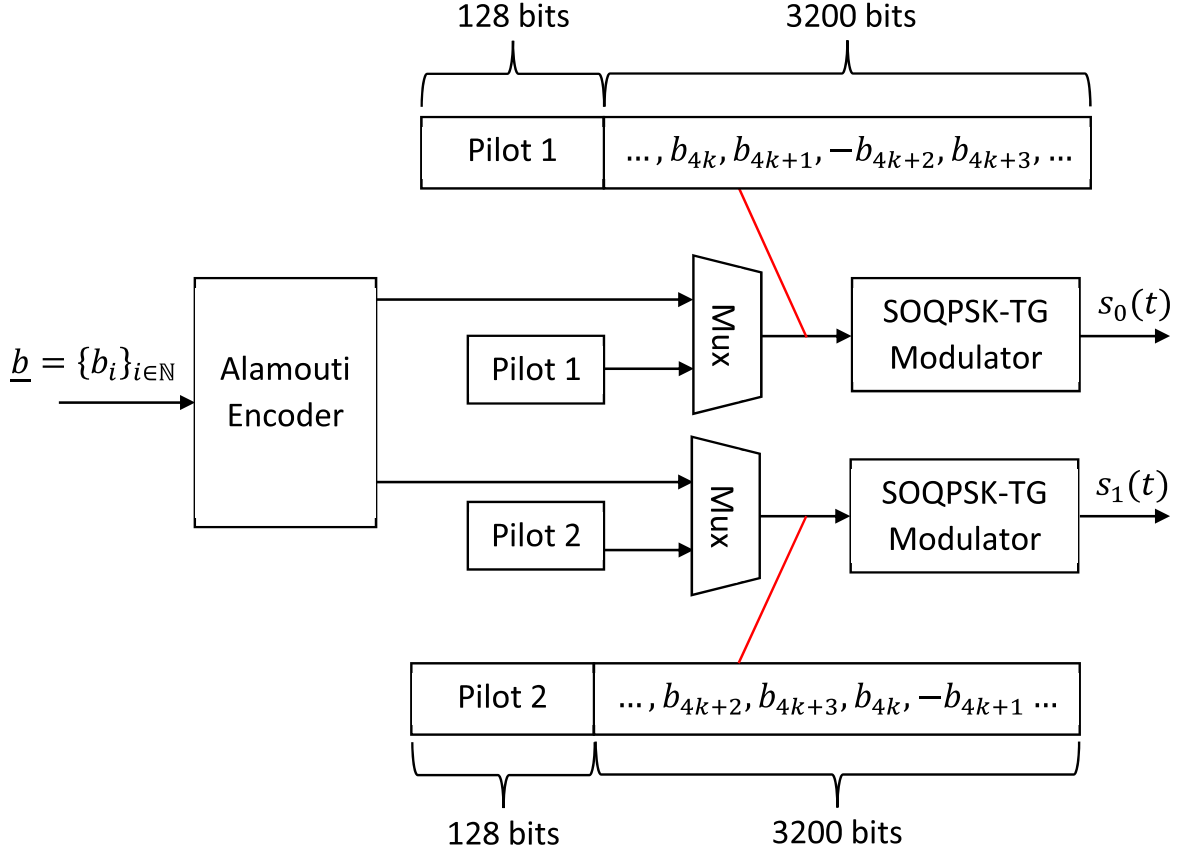 128 bits 3200 bits
Pilot 1 ..., b_{4k}, b_{4k+1}, −b_{4k+2}, b_{4k+3}, ...
b = {b_i}_{i∈ℕ}
Alamouti
Encoder
Pilot 1
Mux
SOQPSK-TG
Modulator
s_0(t)
Pilot 2
Mux
SOQPSK-TG
Modulator
s_1(t)
Pilot 2 ..., b_{4k+2}, b_{4k+3}, b_{4k}, −b_{4k+1} ...
128 bits 3200 bits